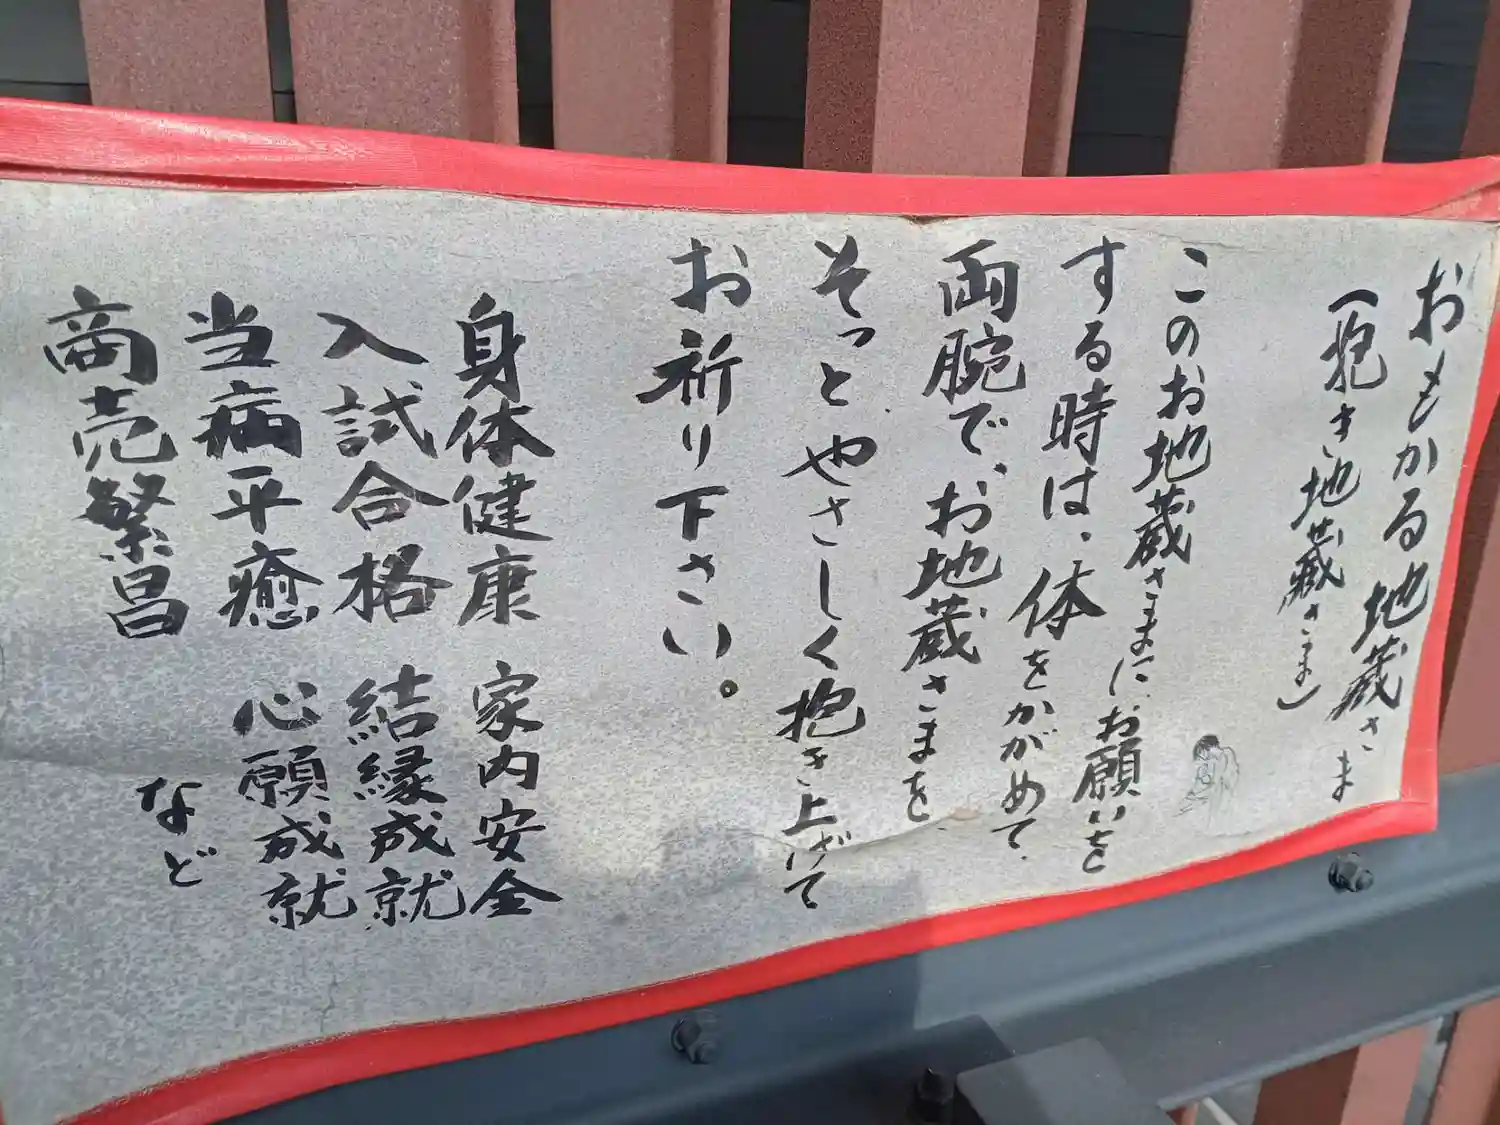 おもかる地蔵さま
（抱き地蔵さま）
このお地蔵さまに、お願いを
する時は、体をかがめて、
両腕で、お地蔵さまを
そっとやさしく抱き上げて
お祈り下さい。
身体健康 家内安全
入試合格 結縁成就
当病平癒 心願成就
商売繁昌 など